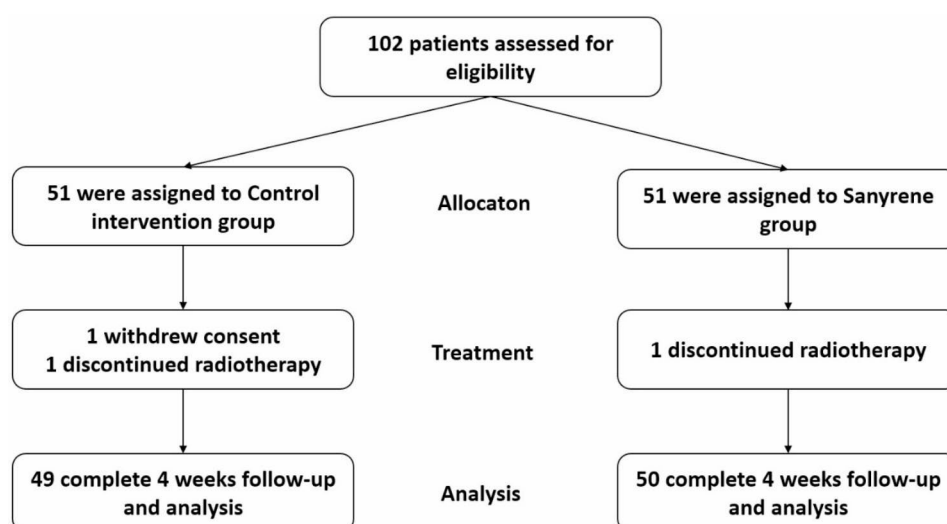 102 patients assessed for
eligibility
51 were assigned to Control
intervention group
Allocaton
51 were assigned to Sanyrene
group
1 withdrew consent
1 discontinued radiotherapy
Treatment
1 discontinued radiotherapy
49 complete 4 weeks follow-up
and analysis
Analysis
50 complete 4 weeks follow-up
and analysis